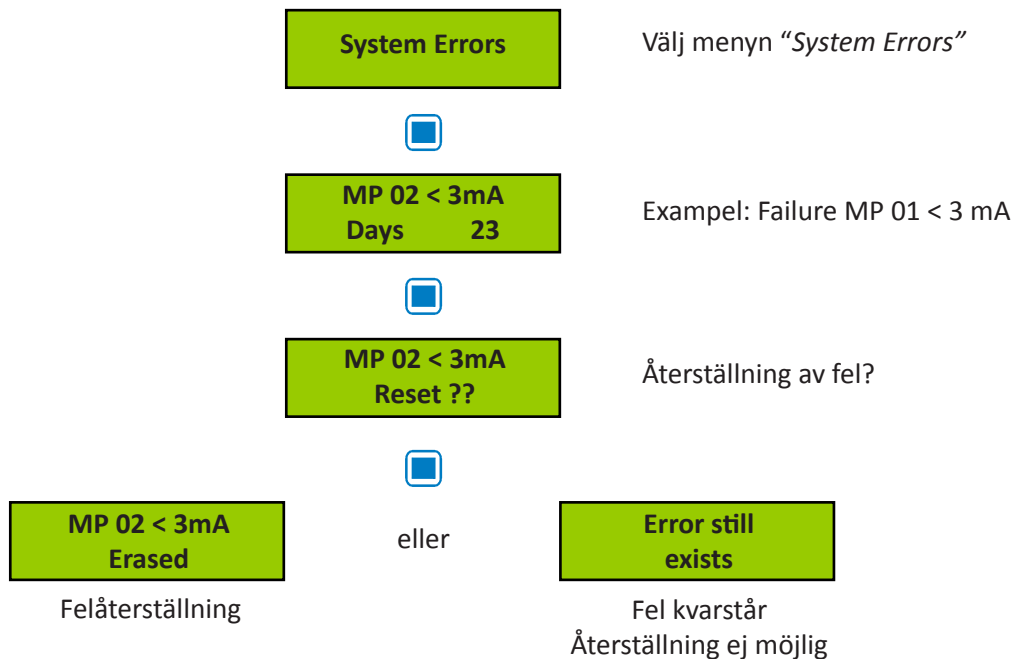 System Errors
Välj menyn “System Errors”
MP 02 < 3mA
Days 23
Exampel: Failure MP 01 < 3 mA
MP 02 < 3mA
Reset ??
Återställning av fel?
MP 02 < 3mA
Erased
eller
Error still
exists
Felåterställning
Fel kvarstår
Återställning ej möjlig